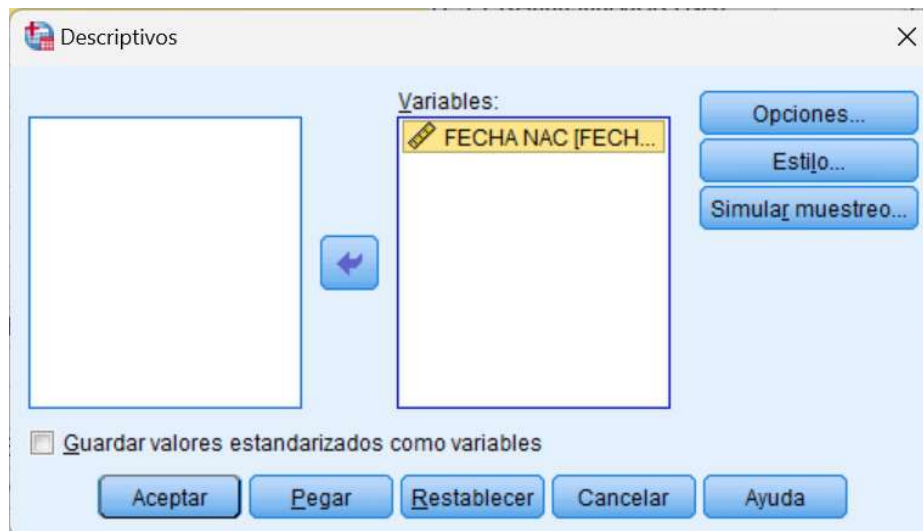 Descriptivos
Variables:
FECHA NAC [FECH...
Opciones...
Estilo...
Simular muestreo...
Guardar valores estandarizados como variables
Aceptar
Pegar
Restablecer
Cancelar
Ayuda